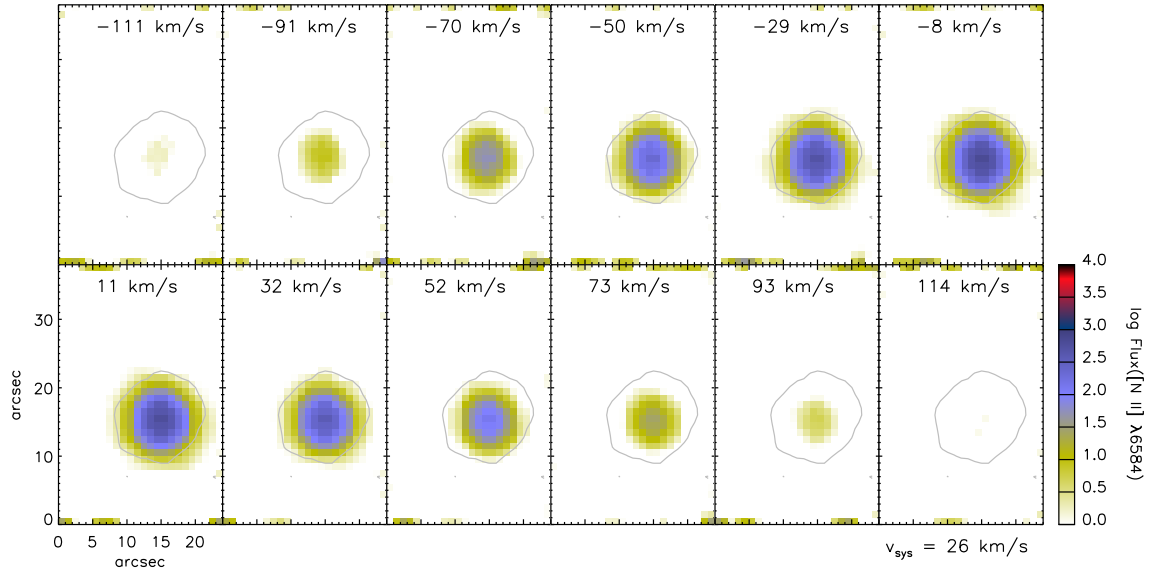 −111 km/s −91 km/s −70 km/s −50 km/s −29 km/s −8 km/s
11 km/s 32 km/s 52 km/s 73 km/s 93 km/s 114 km/s
30
20
10
0
arcsec
0 5 10 15 20
arcsec
4.0
3.5
3.0
2.5
2.0
1.5
1.0
0.5
0.0
log Flux([N II] λ6584)
v_sys = 26 km/s